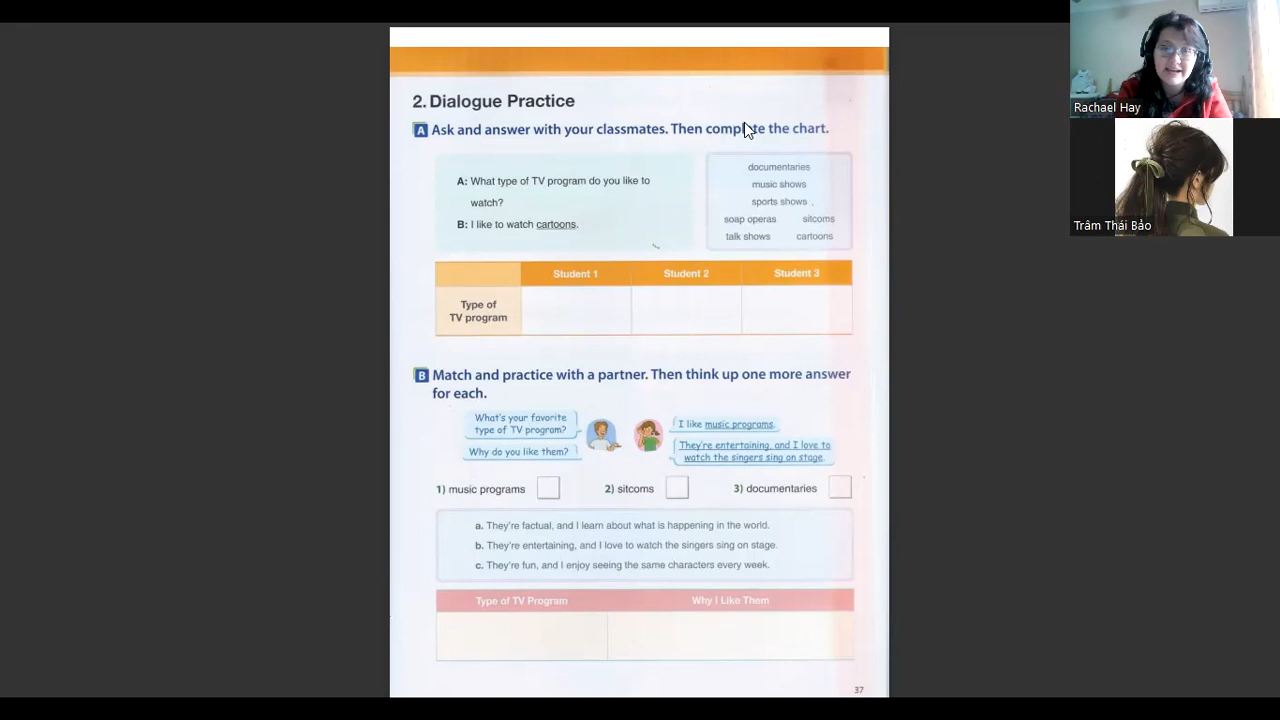 2. Dialogue Practice
A Ask and answer with your classmates. Then complete the chart.
A: What type of TV program do you like to
watch?
B: I like to watch cartoons.
documentaries
music shows
sports shows
soap operas sitcoms
talk shows cartoons
Student 1 Student 2 Student 3
Type of
TV program
B Match and practice with a partner. Then think up one more answer
for each.
What's your favorite
type of TV program?
I like music programs.
Why do you like them?
They're entertaining, and I love to
watch the singers sing on stage.
1) music programs 2) sitcoms 3) documentaries
a. They're factual, and I learn about what is happening in the world.
b. They're entertaining, and I love to watch the singers sing on stage.
c. They're fun, and I enjoy seeing the same characters every week.
Type of TV Program Why I Like Them
37
Rachael Hay
Trâm Thái Bảo